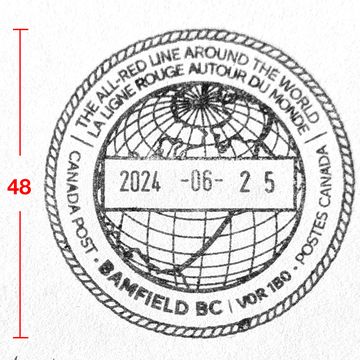 THE ALL-RED LINE AROUND THE WORLD
LA LIGNE ROUGE AUTOUR DU MONDE
48
2024 -06- 2 5
CANADA POST · BAMFIELD BC | V0R 1B0 · POSTES CANADA